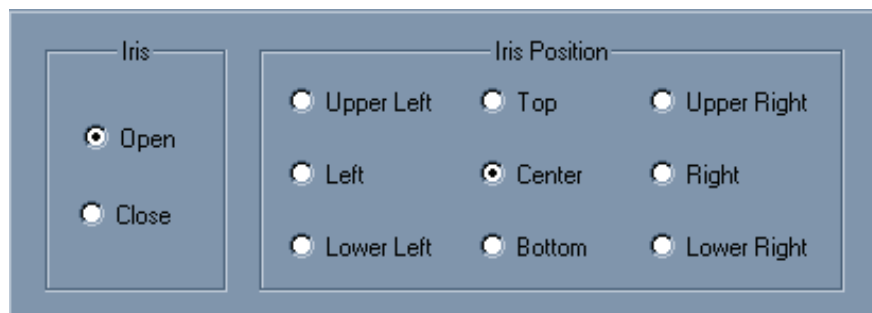 Iris
Open
Close
Iris Position
Upper Left
Top
Upper Right
Left
Center
Right
Lower Left
Bottom
Lower Right